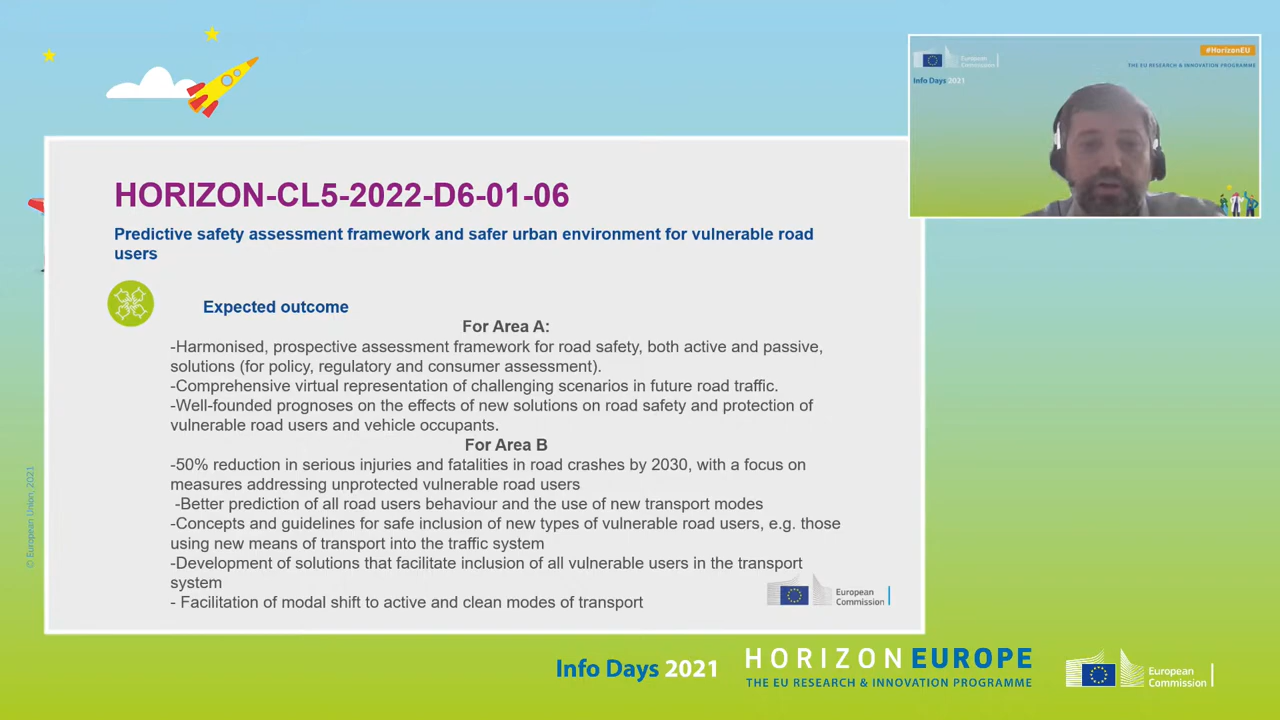 #HorizonEU
European
Commission
THE EU RESEARCH & INNOVATION PROGRAMME
Info Days 2021
HORIZON-CL5-2022-D6-01-06
Predictive safety assessment framework and safer urban environment for vulnerable road
users
Expected outcome
For Area A:
-Harmonised, prospective assessment framework for road safety, both active and passive,
solutions (for policy, regulatory and consumer assessment).
-Comprehensive virtual representation of challenging scenarios in future road traffic.
-Well-founded prognoses on the effects of new solutions on road safety and protection of
vulnerable road users and vehicle occupants.
For Area B
-50% reduction in serious injuries and fatalities in road crashes by 2030, with a focus on
measures addressing unprotected vulnerable road users
-Better prediction of all road users behaviour and the use of new transport modes
-Concepts and guidelines for safe inclusion of new types of vulnerable road users, e.g. those
using new means of transport into the traffic system
-Development of solutions that facilitate inclusion of all vulnerable users in the transport
system
- Facilitation of modal shift to active and clean modes of transport
European
Commission
© European Union, 2021
Info Days 2021
HORIZON EUROPE
THE EU RESEARCH & INNOVATION PROGRAMME
European
Commission